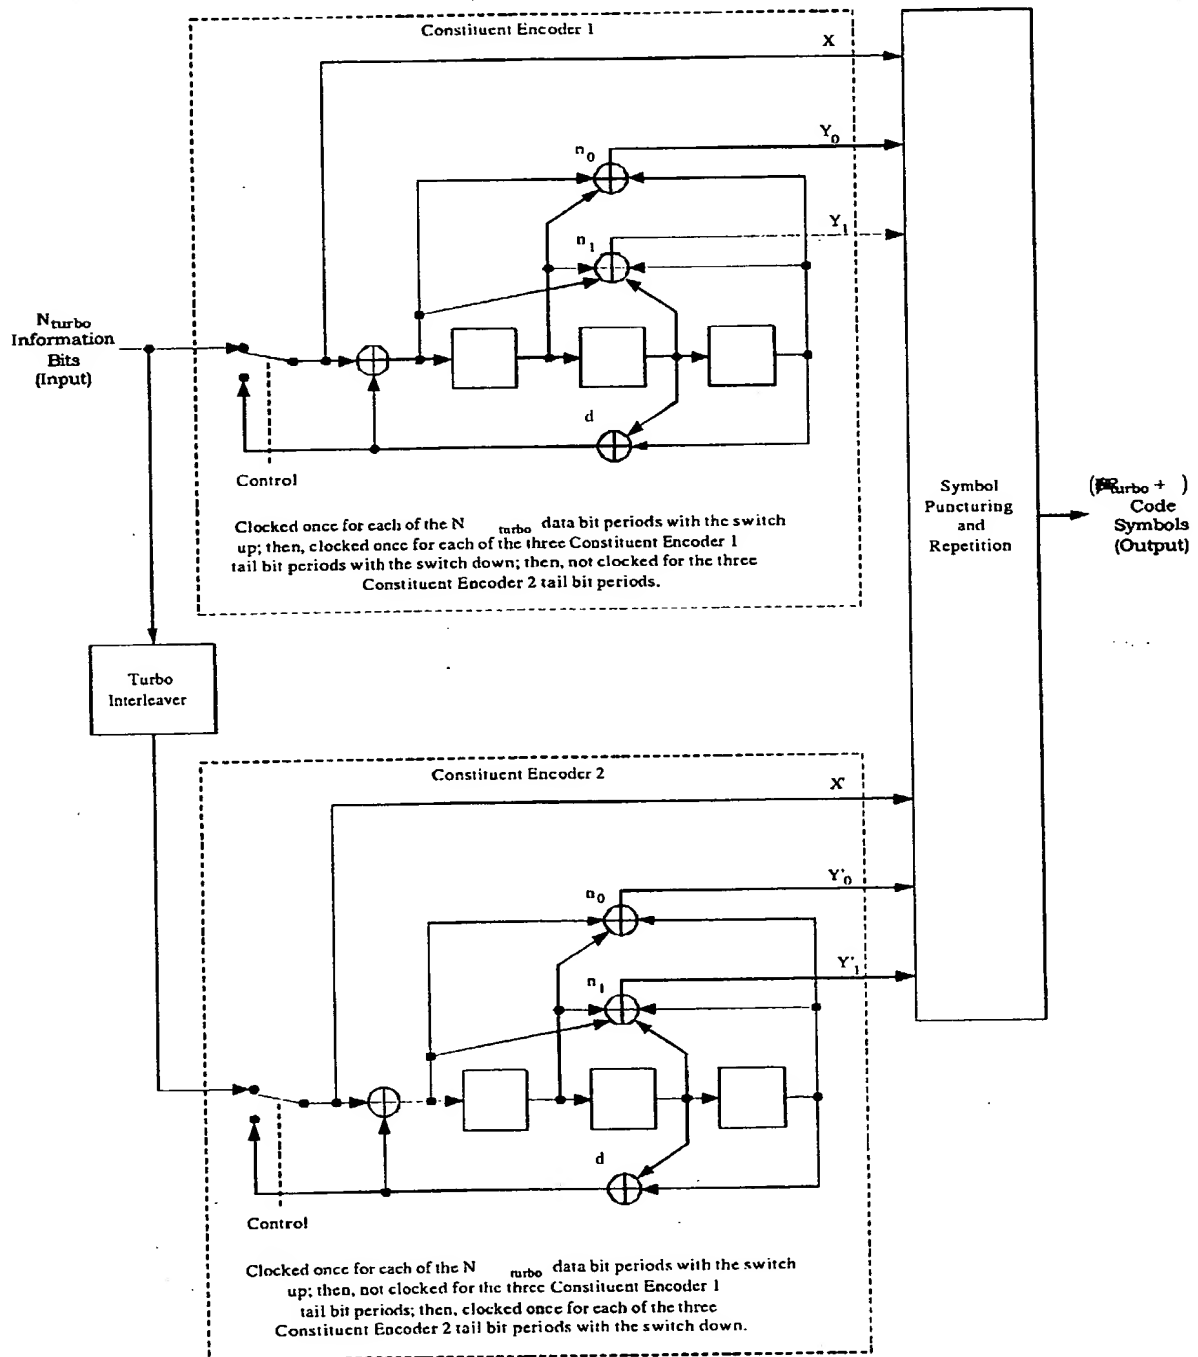 Constituent Encoder 1
X
Y0
n0
Y1
n1
Nturbo
Information
Bits
(Input)
d
Control
Clocked once for each of the N turbo data bit periods with the switch
up; then, clocked once for each of the three Constituent Encoder 1
tail bit periods with the switch down; then, not clocked for the three
Constituent Encoder 2 tail bit periods.
Symbol
Puncturing
and
Repetition
turbo + )
Code
Symbols
(Output)
Turbo
Interleaver
Constituent Encoder 2
X'
Y'0
n0
Y'1
n1
d
Control
Clocked once for each of the N turbo data bit periods with the switch
up; then, not clocked for the three Constituent Encoder 1
tail bit periods; then, clocked once for each of the three
Constituent Encoder 2 tail bit periods with the switch down.